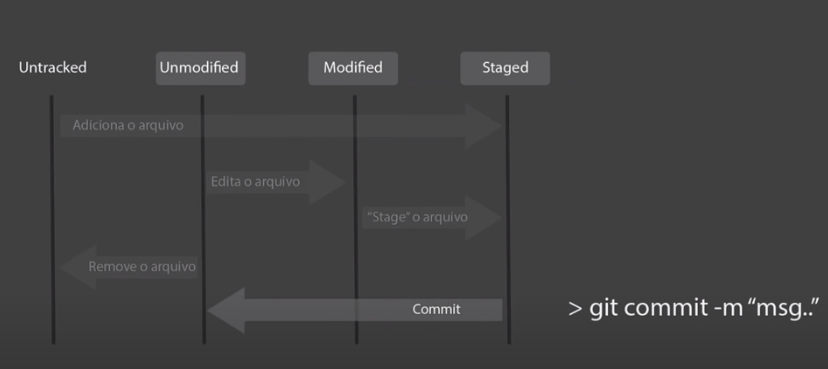 Untracked
Unmodified
Modified
Staged
Adiciona o arquivo
Edita o arquivo
“Stage” o arquivo
Remove o arquivo
Commit
> git commit -m “msg..”